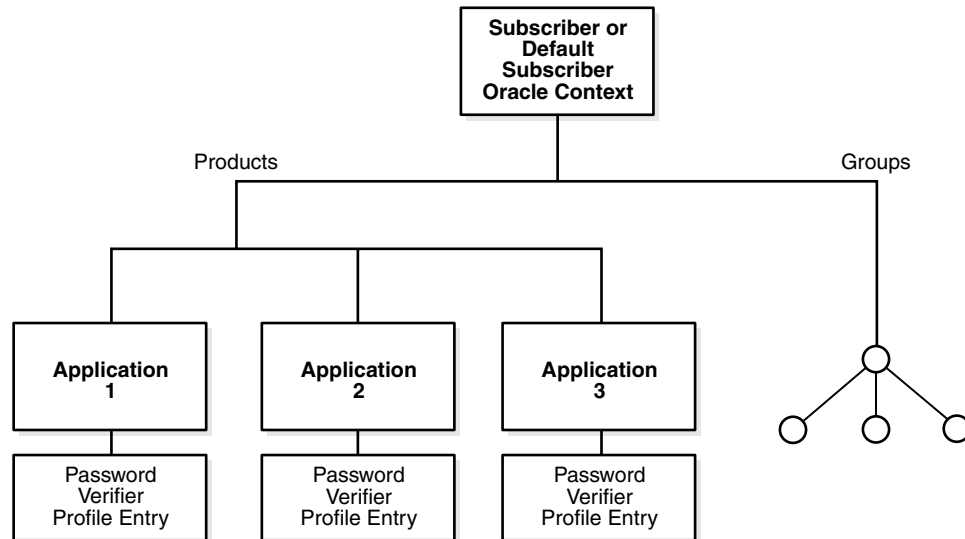 Subscriber or
Default
Subscriber
Oracle Context
Products
Groups
Application
1
Application
2
Application
3
Password
Verifier
Profile Entry
Password
Verifier
Profile Entry
Password
Verifier
Profile Entry